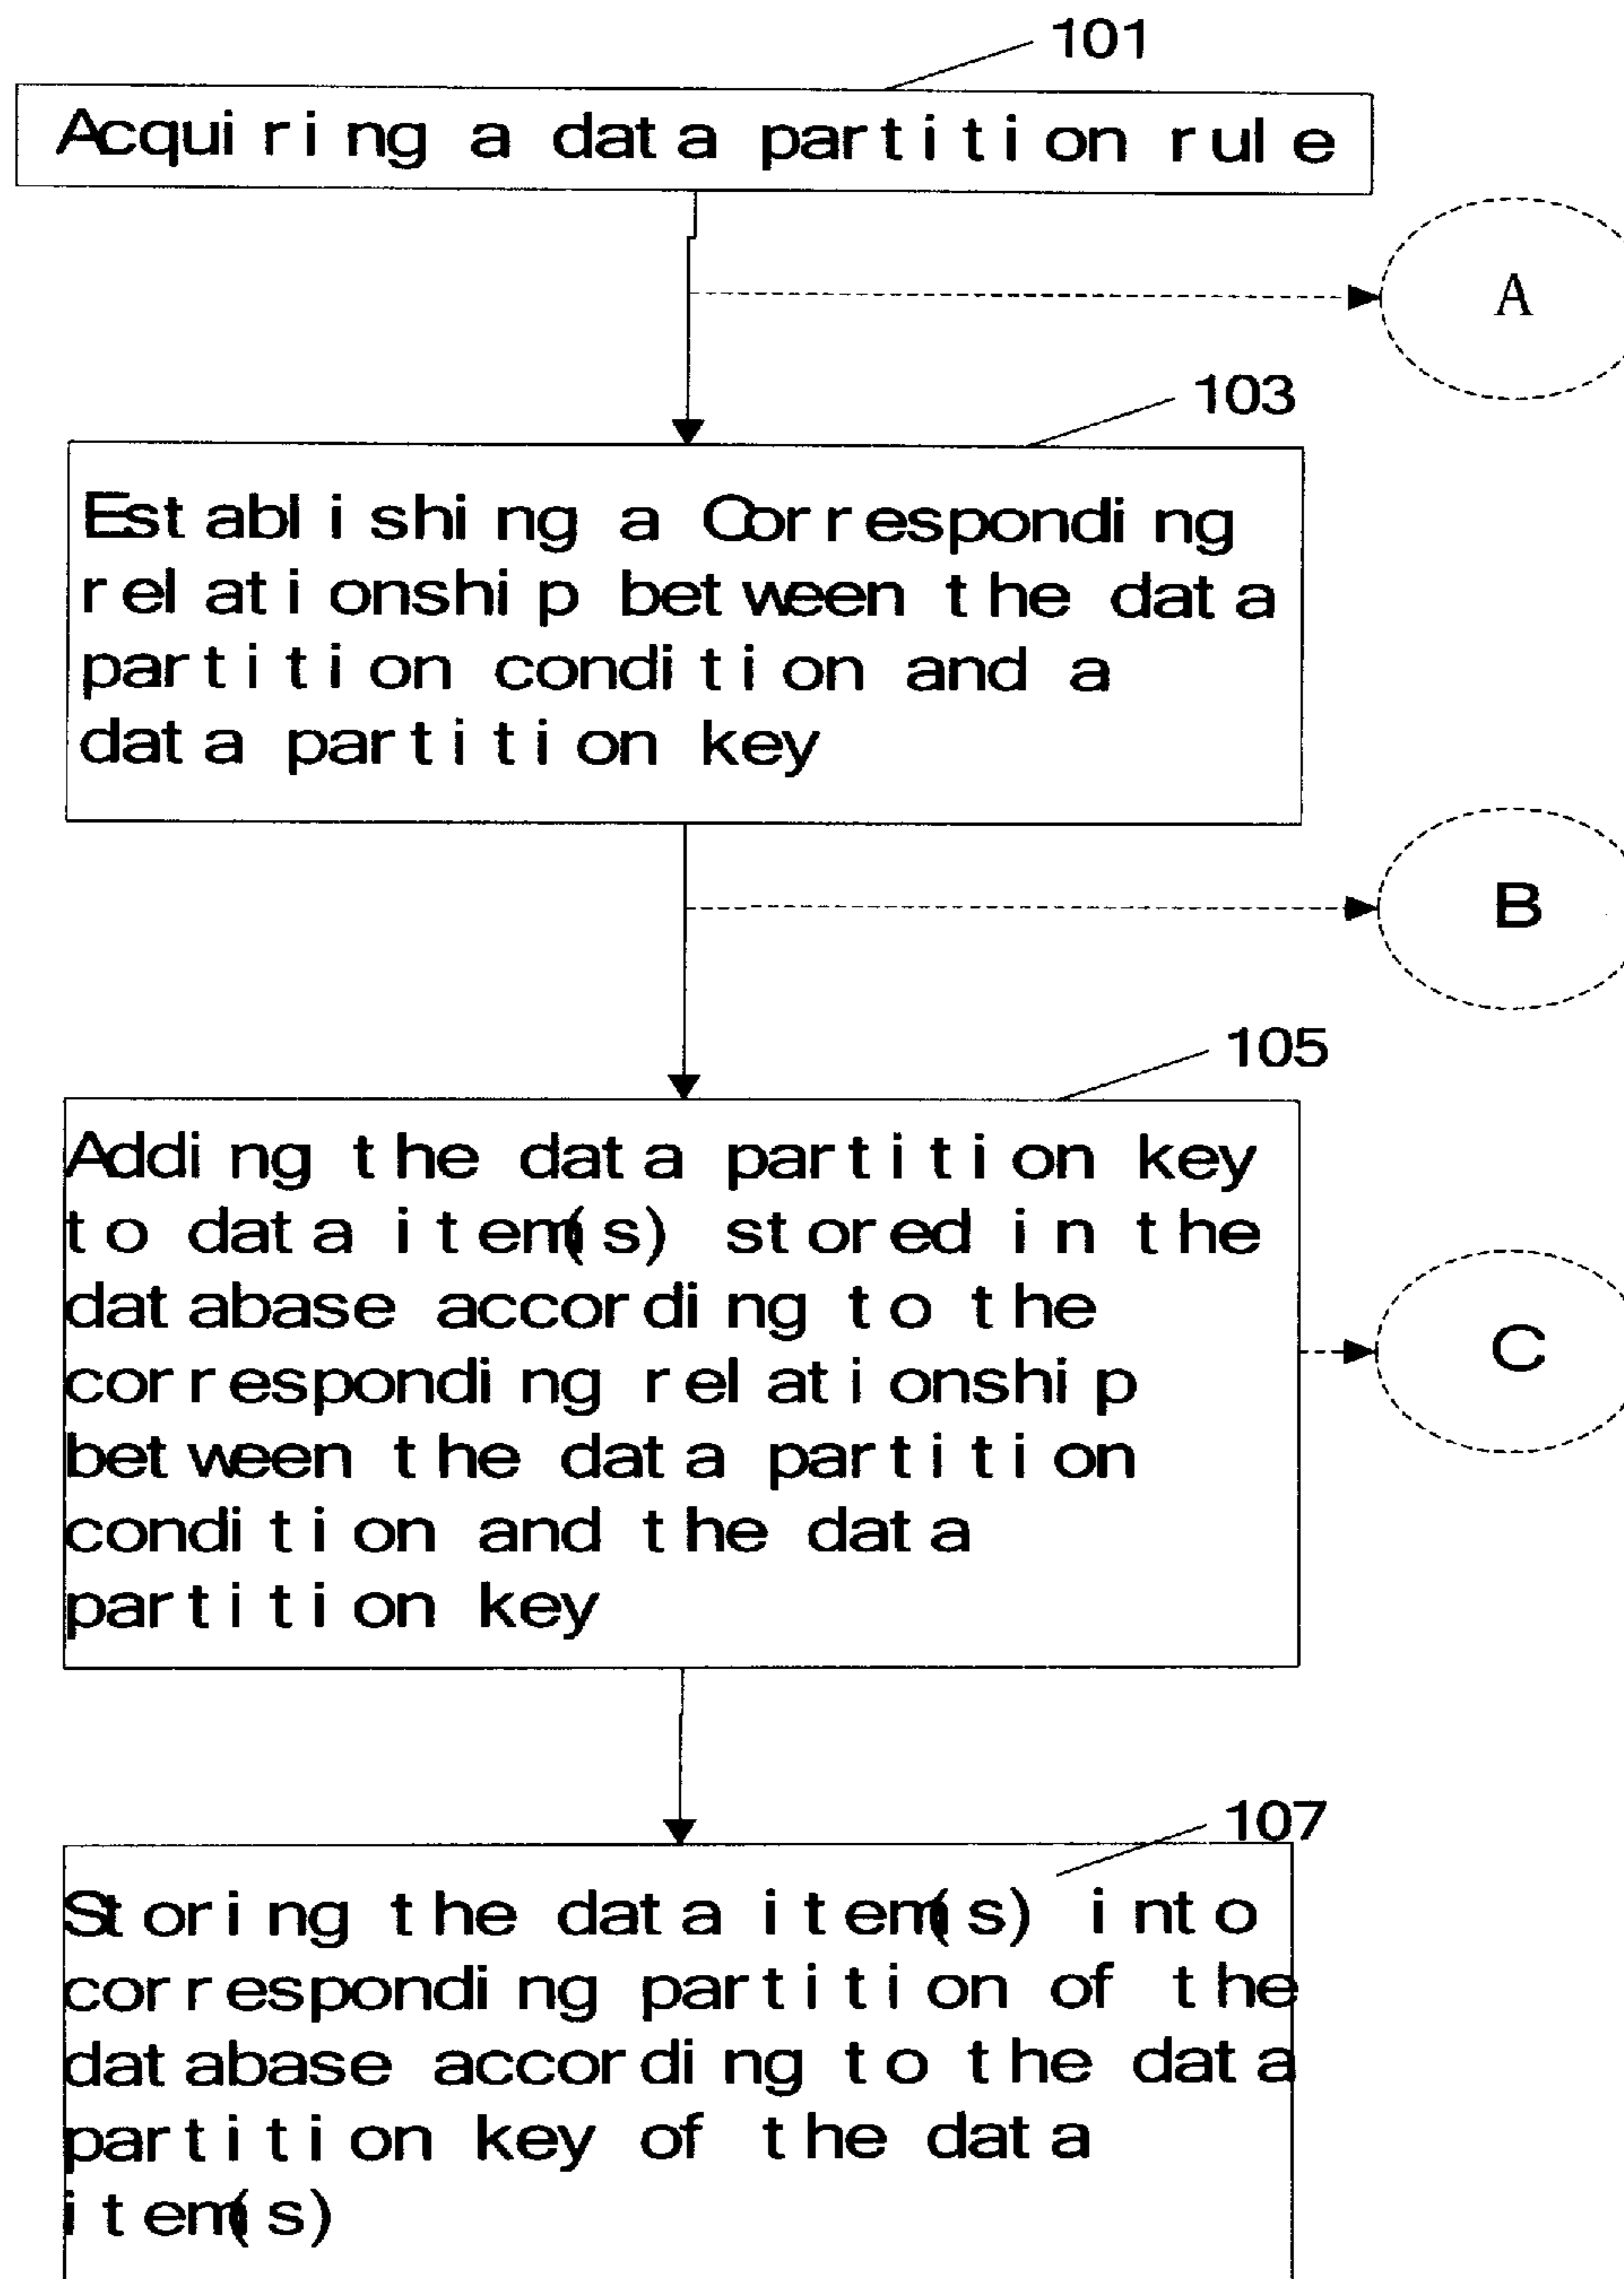 101
Acquiring a data partition rule
A
103
Establishing a Corresponding
relationship between the data
partition condition and a
data partition key
B
105
Adding the data partition key
to data item(s) stored in the
database according to the
corresponding relationship
between the data partition
condition and the data
partition key
C
107
Storing the data item(s) into
corresponding partition of the
database according to the data
partition key of the data
item(s)